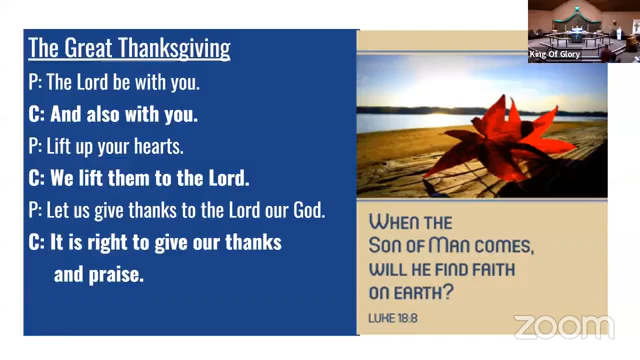 The Great Thanksgiving
P: The Lord be with you.
C: And also with you.
P: Lift up your hearts.
C: We lift them to the Lord.
P: Let us give thanks to the Lord our God.
C: It is right to give our thanks
and praise.
King Of Glory
When the
Son of Man comes,
will he find faith
on earth?
Luke 18:8
zoom